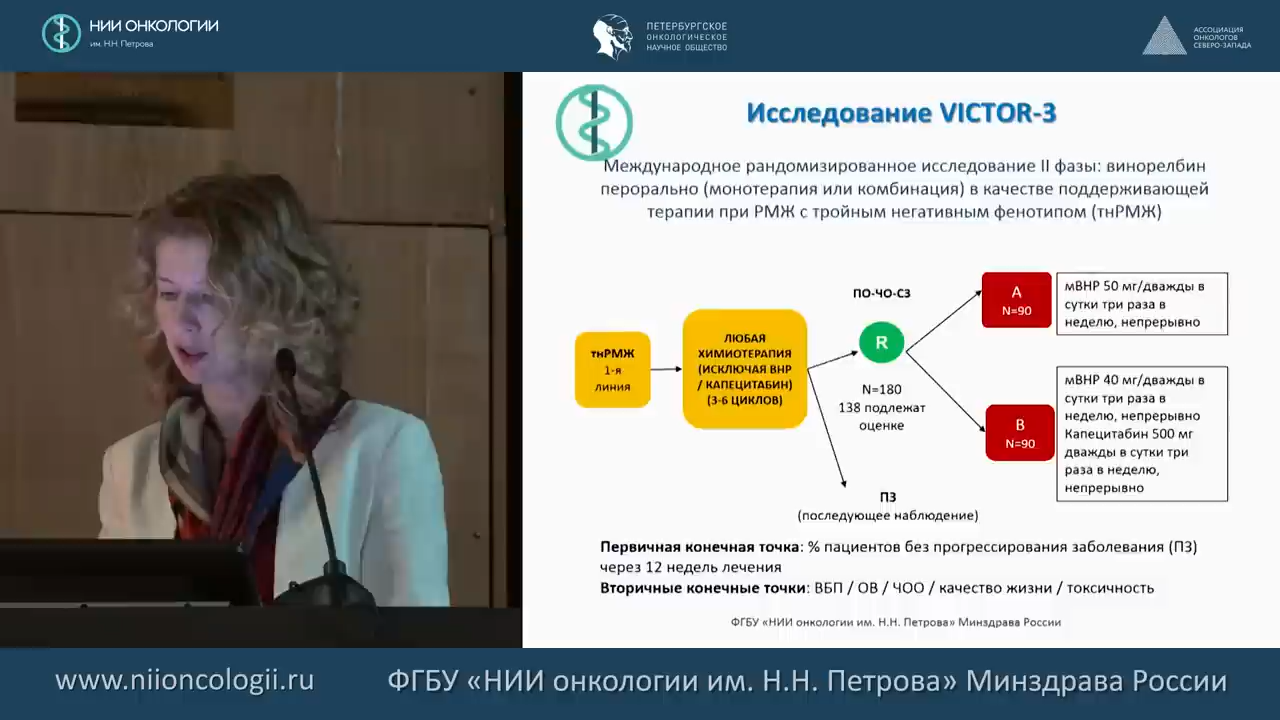 НИИ ОНКОЛОГИИ
им. Н.Н. Петрова
ПЕТЕРБУРГСКОЕ
ОНКОЛОГИЧЕСКОЕ
НАУЧНОЕ ОБЩЕСТВО
АССОЦИАЦИЯ
ОНКОЛОГОВ
СЕВЕРО-ЗАПАДА
Исследование VICTOR-3
Международное рандомизированное исследование II фазы: винорелбин
перорально (монотерапия или комбинация) в качестве поддерживающей
терапии при РМЖ с тройным негативным фенотипом (тнРМЖ)
тнРМЖ
1-я
линия
ЛЮБАЯ
ХИМИОТЕРАПИЯ
(ИСКЛЮЧАЯ ВНР
/ КАПЕЦИТАБИН)
(3-6 ЦИКЛОВ)
ПО-ЧО-СЗ
R
N=180
138 подлежат
оценке
A
N=90
мВНР 50 мг/дважды в
сутки три раза в
неделю, непрерывно
B
N=90
мВНР 40 мг/дважды в
сутки три раза в
неделю, непрерывно
Капецитабин 500 мг
дважды в сутки три
раза в неделю,
непрерывно
ПЗ
(последующее наблюдение)
Первичная конечная точка: % пациентов без прогрессирования заболевания (ПЗ)
через 12 недель лечения
Вторичные конечные точки: ВБП / ОВ / ЧОО / качество жизни / токсичность
ФГБУ «НИИ онкологии им. Н.Н. Петрова» Минздрава России
www.niioncologii.ru
ФГБУ «НИИ онкологии им. Н.Н. Петрова» Минздрава России